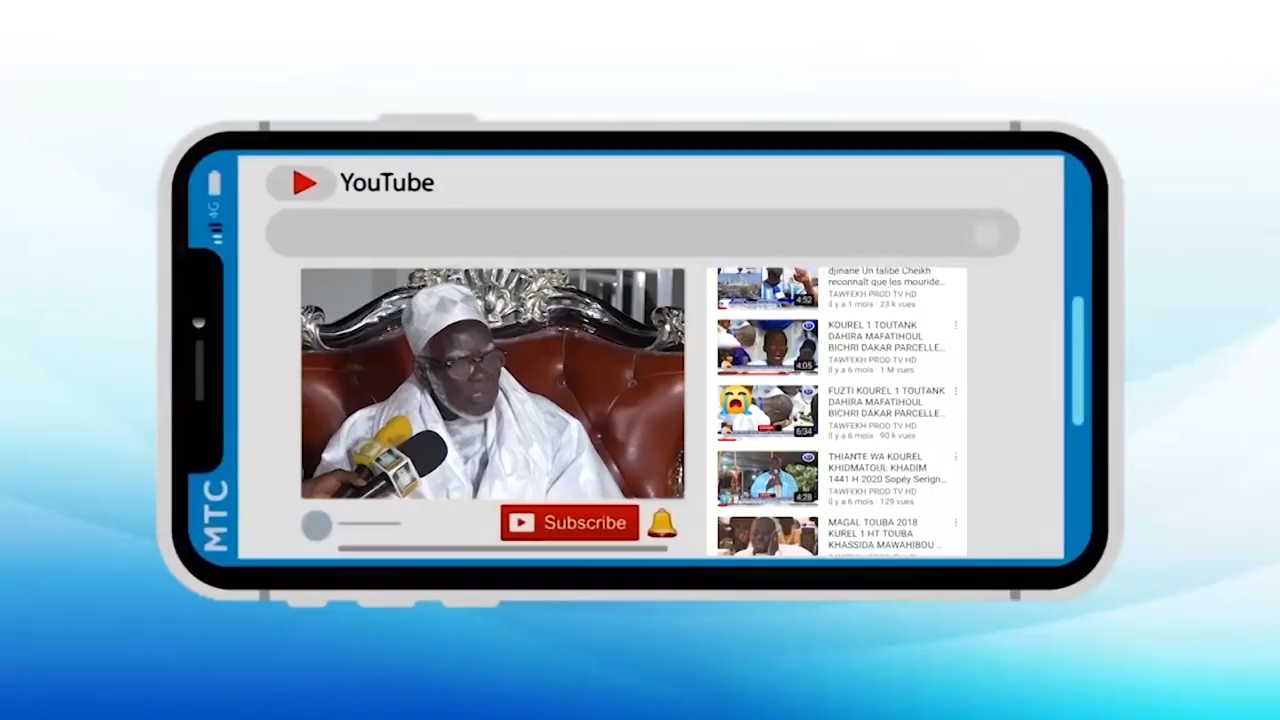 4G
MTC
YouTube
Subscribe
djinane Un talibé Cheikh
reconnaît que les mouride...
TAWFEKH PROD TV HD
il y a 1 mois · 23 k vues
4:52
KOUREL 1 TOUTANK
DAHIRA MAFATIHOUL
BICHRI DAKAR PARCELLE...
TAWFEKH PROD TV HD
il y a 6 mois · 1 M vues
4:05
FUZTI KOUREL 1 TOUTANK
DAHIRA MAFATIHOUL
BICHRI DAKAR PARCELLE...
TAWFEKH PROD TV HD
il y a 6 mois · 90 k vues
6:34
THIANTE WA KOUREL
KHIDMATOUL KHADIM
1441 H 2020 Sopéy Serign...
TAWFEKH PROD TV HD
il y a 6 mois · 129 vues
4:28
MAGAL TOUBA 2018
KUREL 1 HT TOUBA
KHASSIDA MAWAHIBOU ...